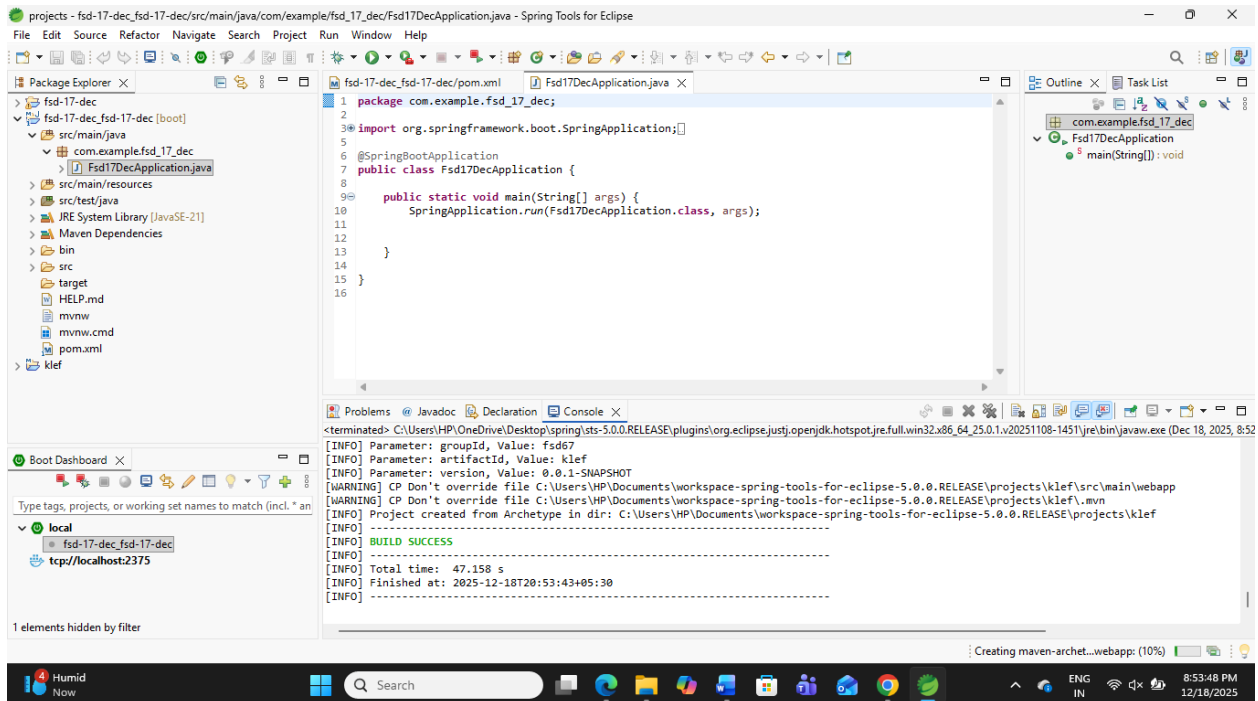 projects - fsd-17-dec_fsd-17-dec/src/main/java/com/example/fsd_17_dec/Fsd17DecApplication.java - Spring Tools for Eclipse
File Edit Source Refactor Navigate Search Project Run Window Help
Package Explorer
fsd-17-dec
fsd-17-dec_fsd-17-dec [boot]
src/main/java
com.example.fsd_17_dec
Fsd17DecApplication.java
src/main/resources
src/test/java
JRE System Library [JavaSE-21]
Maven Dependencies
bin
src
target
HELP.md
mvnw
mvnw.cmd
pom.xml
klef
fsd-17-dec_fsd-17-dec/pom.xml
Fsd17DecApplication.java
1 package com.example.fsd_17_dec;
2
3 import org.springframework.boot.SpringApplication;
5
6 @SpringBootApplication
7 public class Fsd17DecApplication {
8
9 public static void main(String[] args) {
10 SpringApplication.run(Fsd17DecApplication.class, args);
11
12
13 }
14
15 }
16
Outline
Task List
com.example.fsd_17_dec
Fsd17DecApplication
main(String[]) : void
Problems @ Javadoc Declaration Console
<terminated> C:\Users\HP\OneDrive\Desktop\spring\sts-5.0.0.RELEASE\plugins\org.eclipse.justj.openjdk.hotspot.jre.full.win32.x86_64_25.0.1.v20251108-1451\jre\bin\javaw.exe (Dec 18, 2025, 8:52
[INFO] Parameter: groupId, Value: fsd67
[INFO] Parameter: artifactId, Value: klef
[INFO] Parameter: version, Value: 0.0.1-SNAPSHOT
[WARNING] CP Don't override file C:\Users\HP\Documents\workspace-spring-tools-for-eclipse-5.0.0.RELEASE\projects\klef\src\main\webapp
[WARNING] CP Don't override file C:\Users\HP\Documents\workspace-spring-tools-for-eclipse-5.0.0.RELEASE\projects\klef\.mvn
[INFO] Project created from Archetype in dir: C:\Users\HP\Documents\workspace-spring-tools-for-eclipse-5.0.0.RELEASE\projects\klef
[INFO] ------------------------------------------------------------------------
[INFO] BUILD SUCCESS
[INFO] ------------------------------------------------------------------------
[INFO] Total time: 47.158 s
[INFO] Finished at: 2025-12-18T20:53:43+05:30
[INFO] ------------------------------------------------------------------------
Boot Dashboard
Type tags, projects, or working set names to match (incl. * an
local
fsd-17-dec_fsd-17-dec
tcp://localhost:2375
1 elements hidden by filter
Creating maven-archet...webapp: (10%)
4
Humid
Now
Search
ENG
IN
8:53:48 PM
12/18/2025